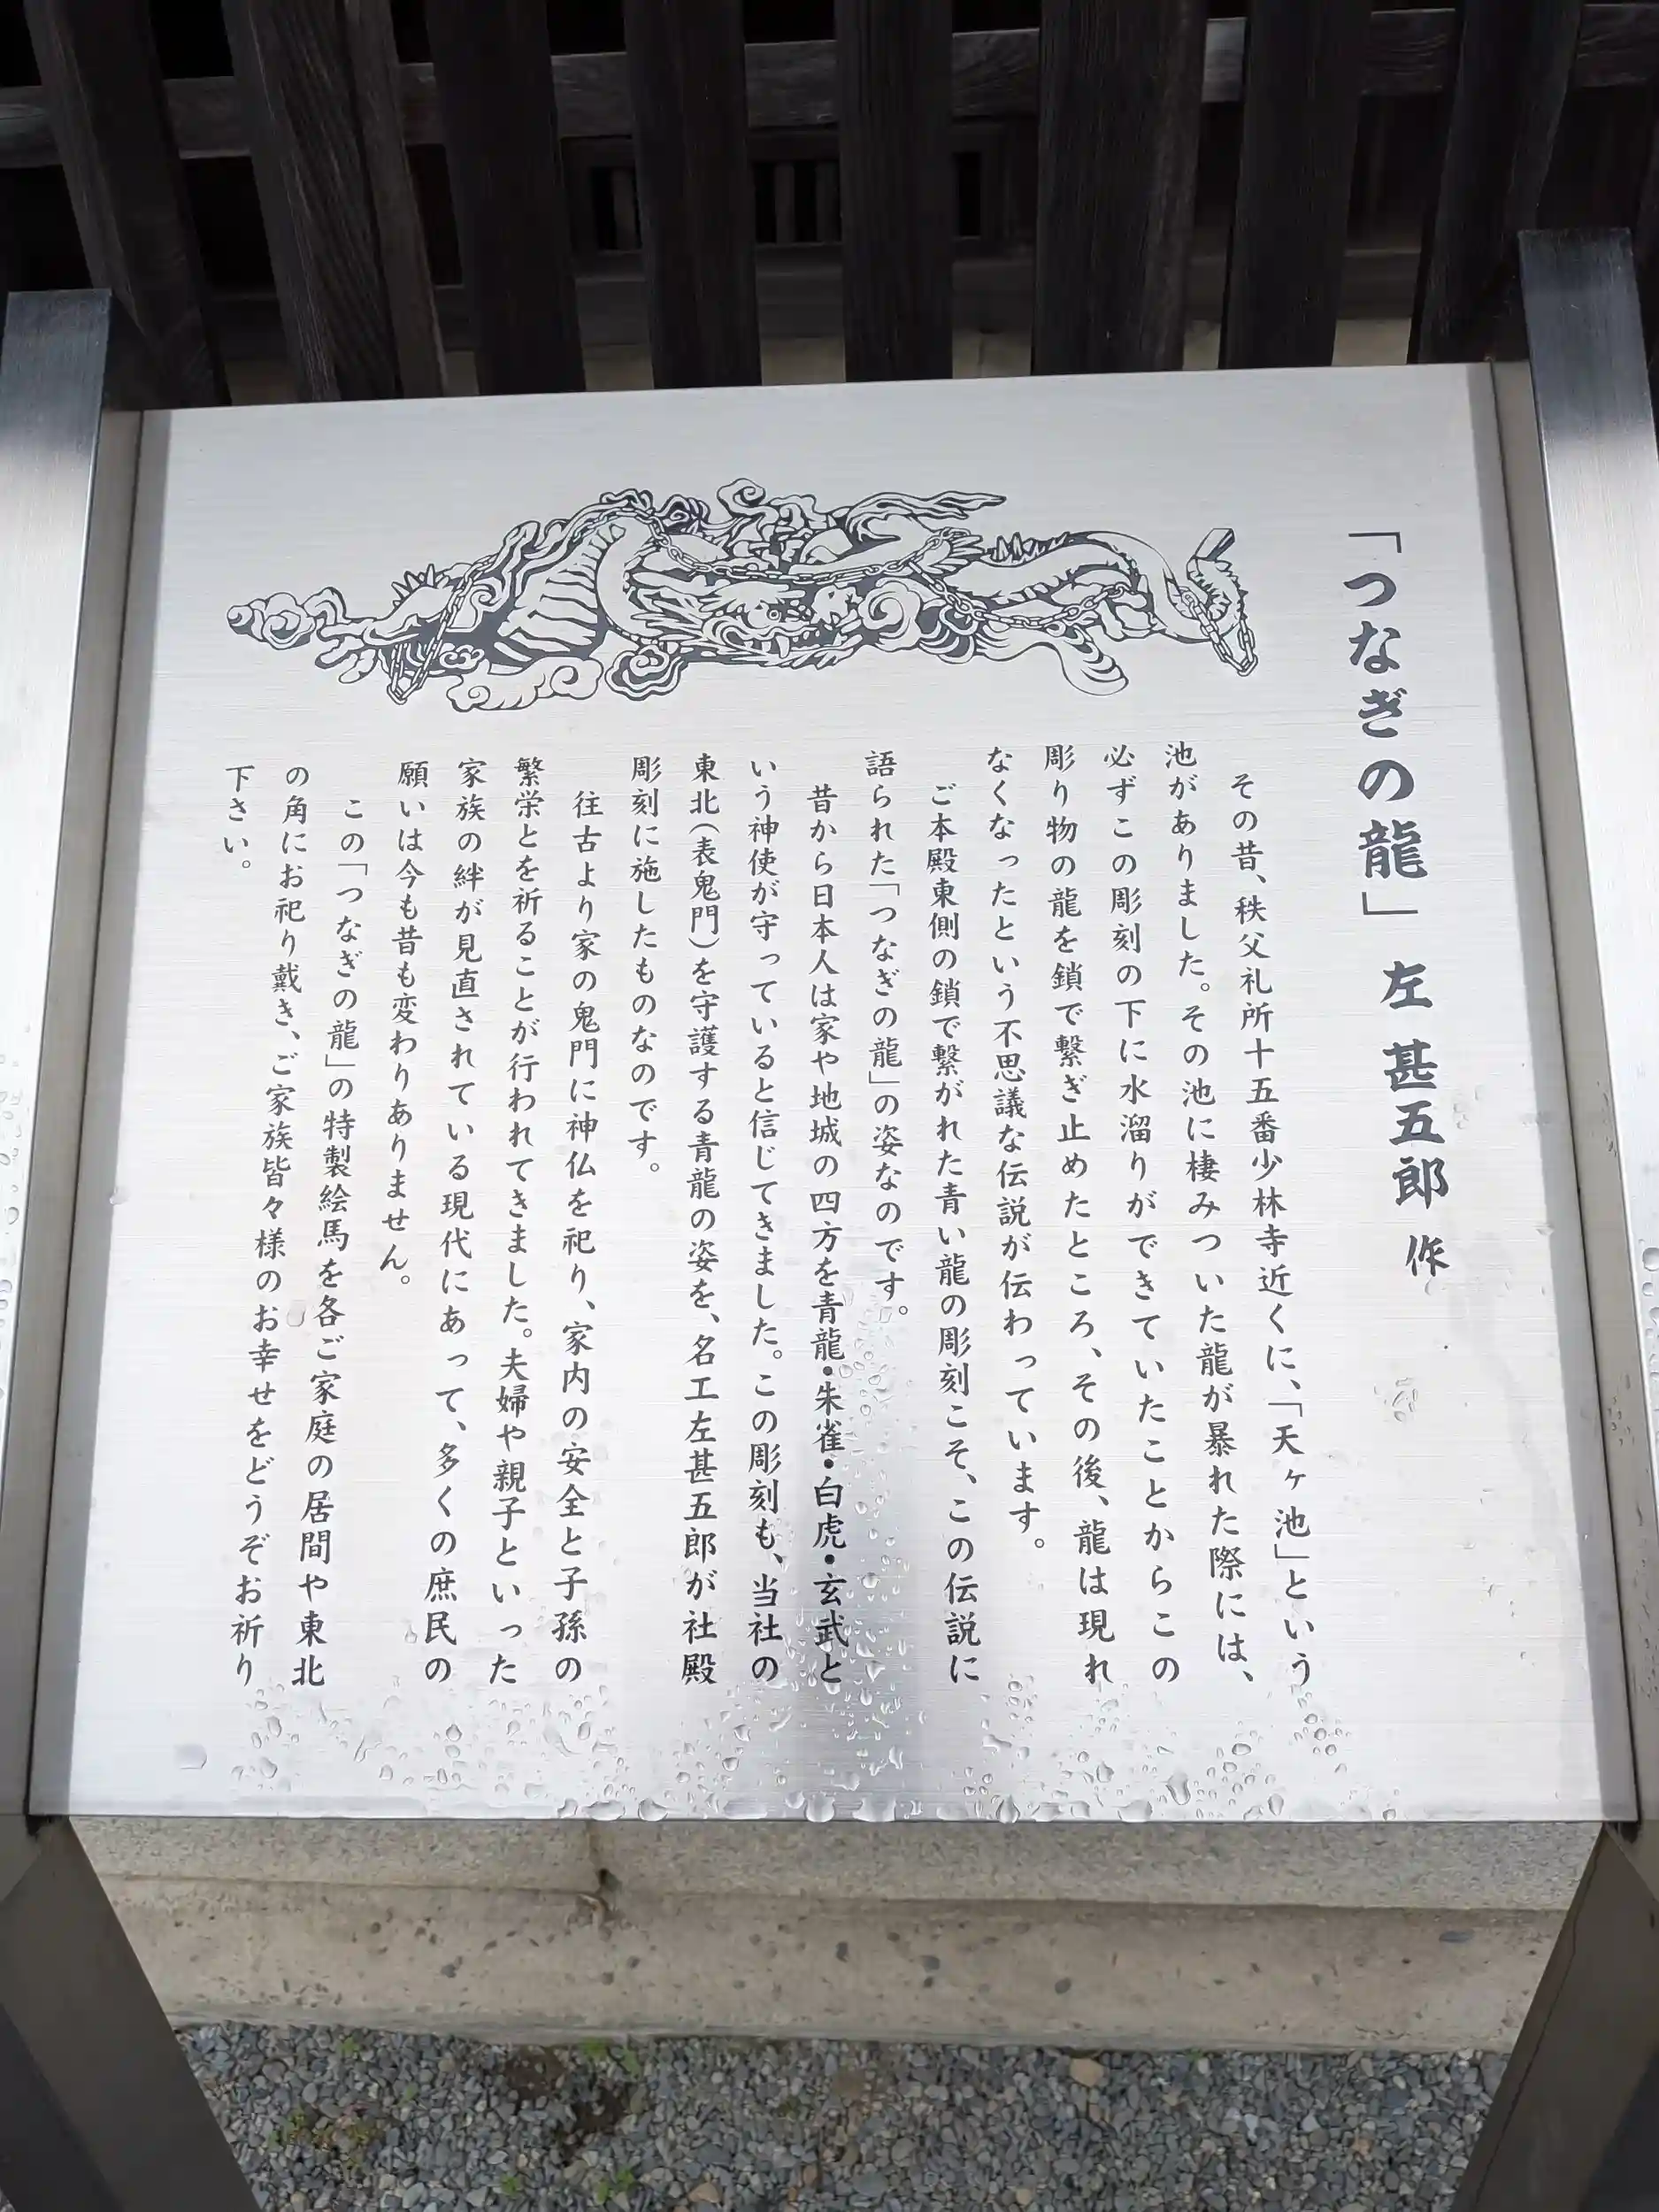 「つなぎの龍」 左 甚五郎 作
その昔、秩父札所十五番少林寺近くに、「天ヶ池」という
池がありました。その池に棲みついた龍が暴れた際には、
必ずこの彫刻の下に水溜りができていたことからこの
彫り物の龍を鎖で繋ぎ止めたところ、その後、龍は現れ
なくなったという不思議な伝説が伝わっています。
ご本殿東側の鎖で繋がれた青い龍の彫刻こそ、この伝説に
語られた「つなぎの龍」の姿なのです。
昔から日本人は家や地城の四方を青龍・朱雀・白虎・玄武と
いう神使が守っていると信じてきました。この彫刻も、当社の
東北(表鬼門)を守護する青龍の姿を、名工左甚五郎が社殿
彫刻に施したものなのです。
往古より家の鬼門に神仏を祀り、家内の安全と子孫の
繁栄とを祈ることが行われてきました。夫婦や親子といった
家族の絆が見直されている現代にあって、多くの庶民の
願いは今も昔も変わりありません。
この「つなぎの龍」の特製絵馬を各ご家庭の居間や東北
の角にお祀り戴き、ご家族皆々様のお幸せをどうぞお祈り
下さい。